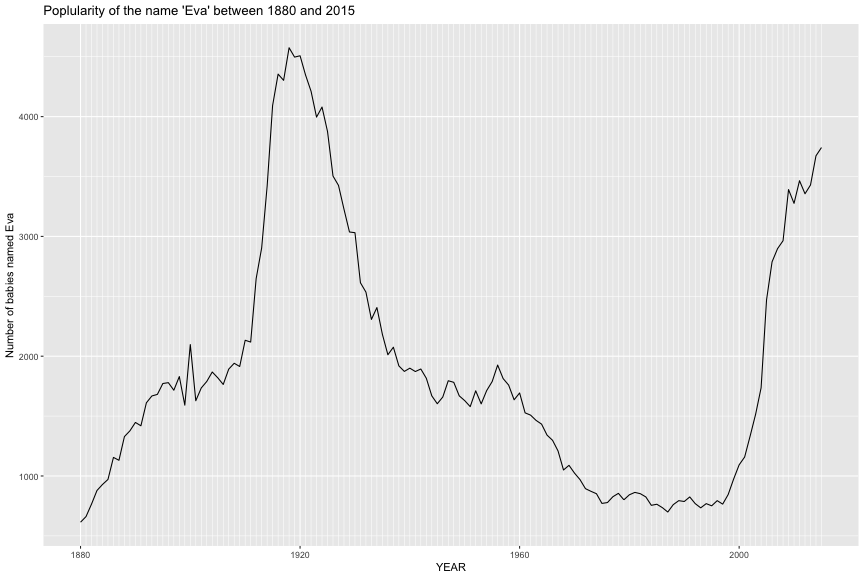 Poplularity of the name 'Eva' between 1880 and 2015
Number of babies named Eva
4000
3000
2000
1000
1880
1920
1960
2000
YEAR